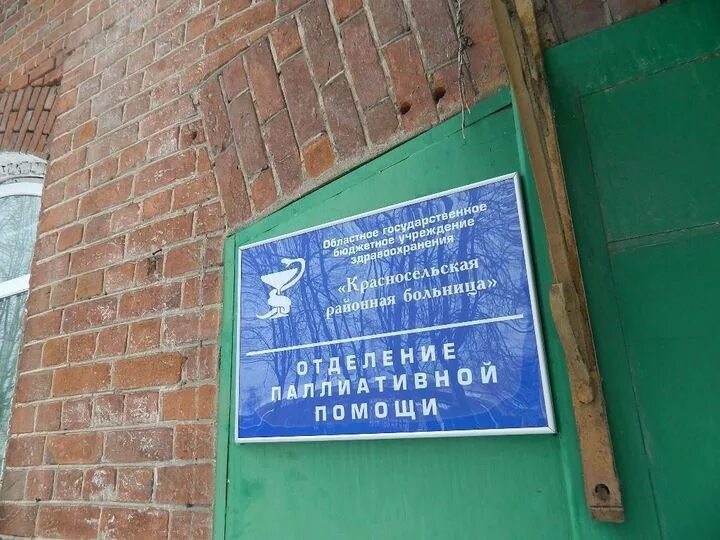 Областное государственное
бюджетное учреждение
здравоохранения
«Красносельская
районная больница»
ОТДЕЛЕНИЕ
ПАЛЛИАТИВНОЙ
ПОМОЩИ